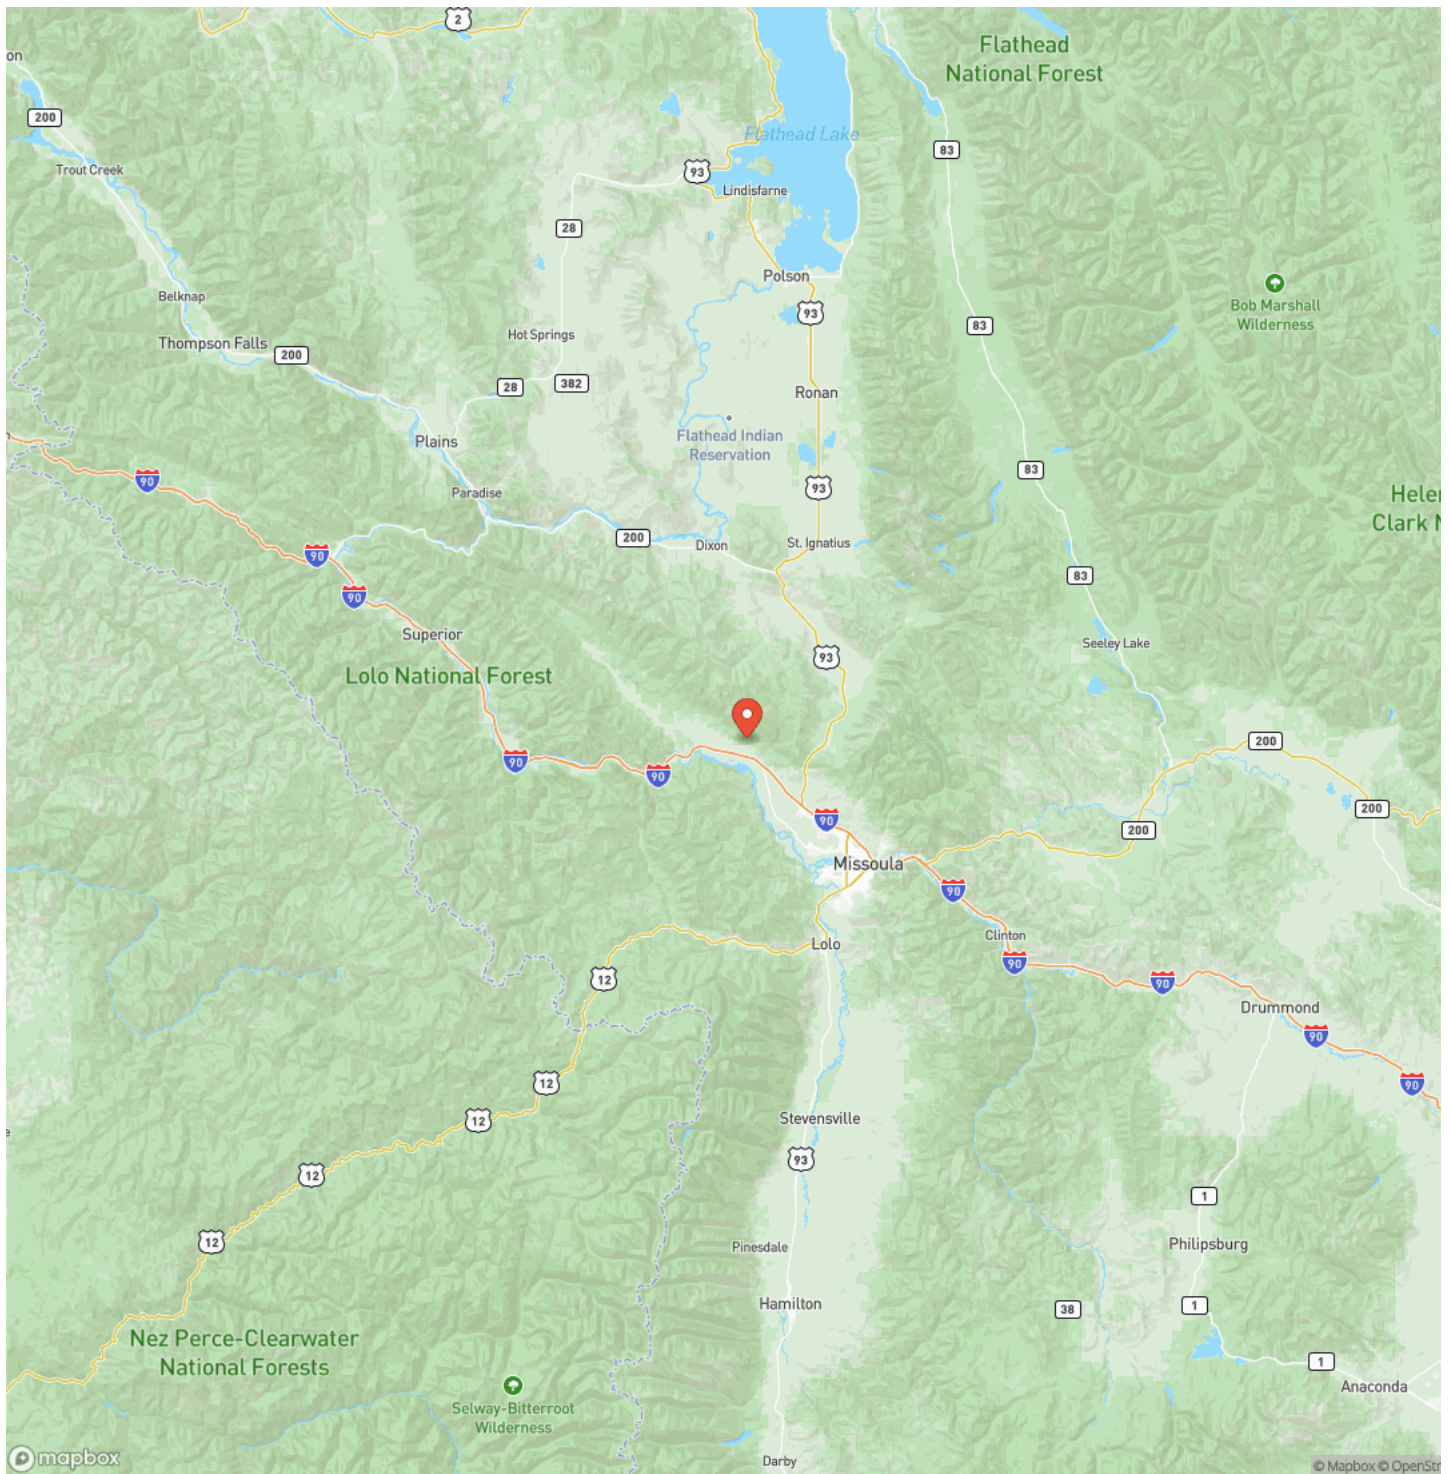 2
Flathead
National Forest
on
200
Flathead Lake
83
Trout Creek
93
Lindisfarne
28
Polson
Bob Marshall
Wilderness
Belknap
93
83
Hot Springs
Thompson Falls
200
28
382
Ronan
Plains
Flathead Indian
Reservation
83
90
Paradise
93
Helen
Clark N
200
Dixon
St. Ignatius
90
83
90
Superior
Seeley Lake
93
Lolo National Forest
200
90
90
200
90
200
Missoula
90
Clinton
Lolo
90
12
90
Drummond
90
12
90
12
Stevensville
93
12
1
12
Pinesdale
Philipsburg
Hamilton
38
1
Nez Perce-Clearwater
National Forests
1
Anaconda
Selway-Bitterroot
Wilderness
Darby
mapbox
© Mapbox © OpenStr